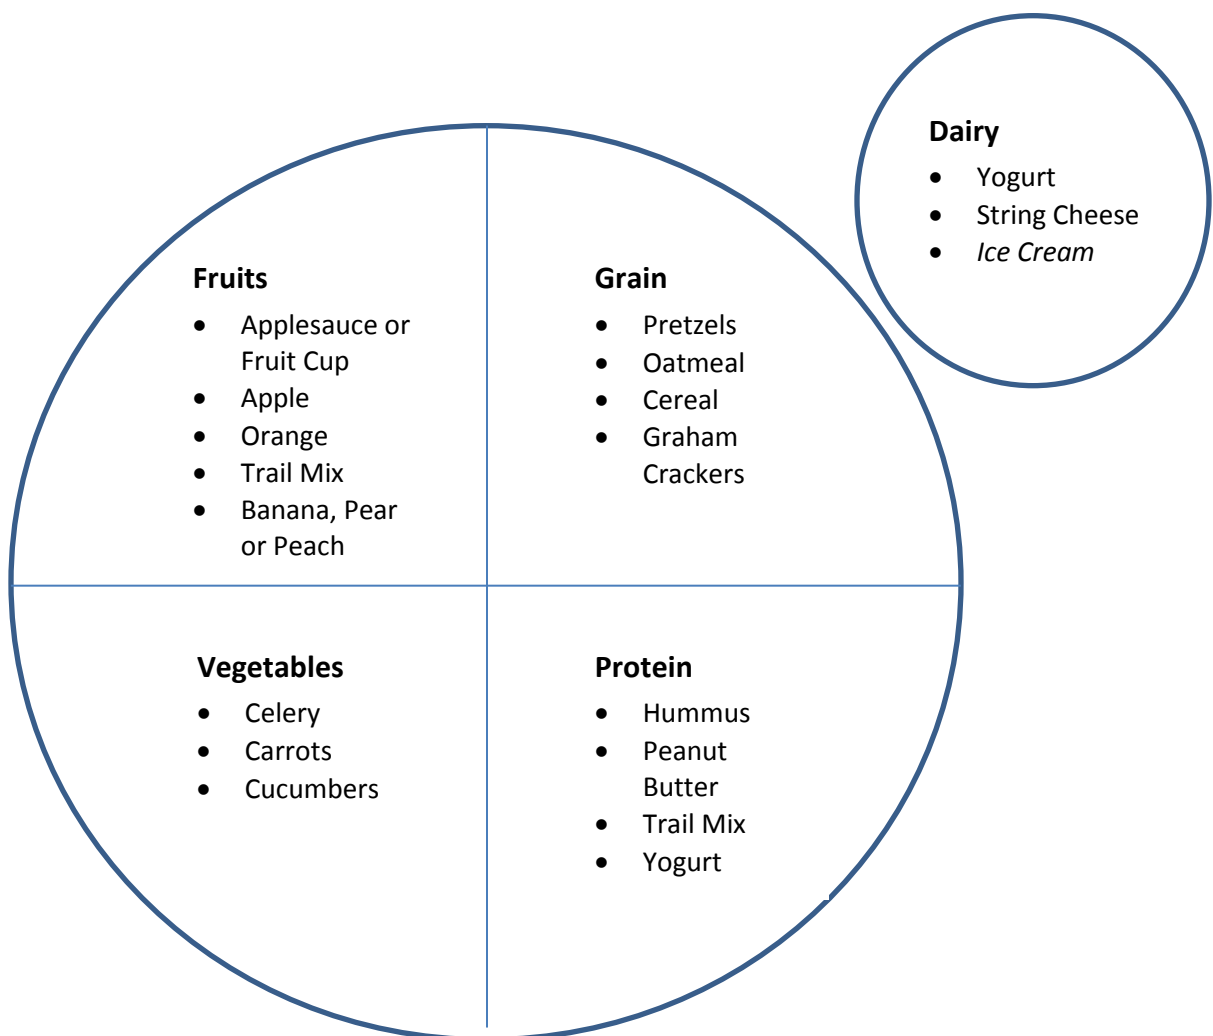 Dairy
• Yogurt
• String Cheese
• Ice Cream
Fruits
• Applesauce or
Fruit Cup
• Apple
• Orange
• Trail Mix
• Banana, Pear
or Peach
Grain
• Pretzels
• Oatmeal
• Cereal
• Graham
Crackers
Vegetables
• Celery
• Carrots
• Cucumbers
Protein
• Hummus
• Peanut
Butter
• Trail Mix
• Yogurt